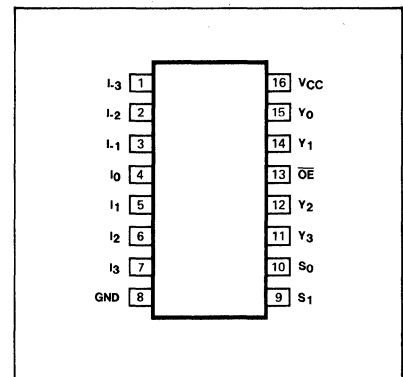 I-3 1 16 VCC
I-2 2 15 Y0
I-1 3 14 Y1
I0 4 13 OE
I1 5 12 Y2
I2 6 11 Y3
I3 7 10 S0
GND 8 9 S1